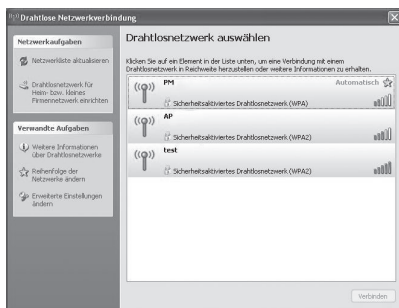 Drahtlose Netzwerkverbindung
Netzwerkaufgaben
Netzwerkliste aktualisieren
Drahtlosnetzwerk für
Heim- bzw. kleines
Firmennetzwerk einrichten
Verwandte Aufgaben
Weitere Informationen
über Drahtlosnetzwerke
Reihenfolge der
Netzwerke ändern
Erweiterte Einstellungen
ändern
Drahtlosnetzwerk auswählen
Klicken Sie auf ein Element in der Liste unten, um eine Verbindung mit einem
Drahtlosnetzwerk in Reichweite herzustellen oder weitere Informationen zu erhalten.
PM Automatisch
Sicherheitsaktiviertes Drahtlosnetzwerk (WPA)
AP
Sicherheitsaktiviertes Drahtlosnetzwerk (WPA2)
test
Sicherheitsaktiviertes Drahtlosnetzwerk (WPA2)
Verbinden